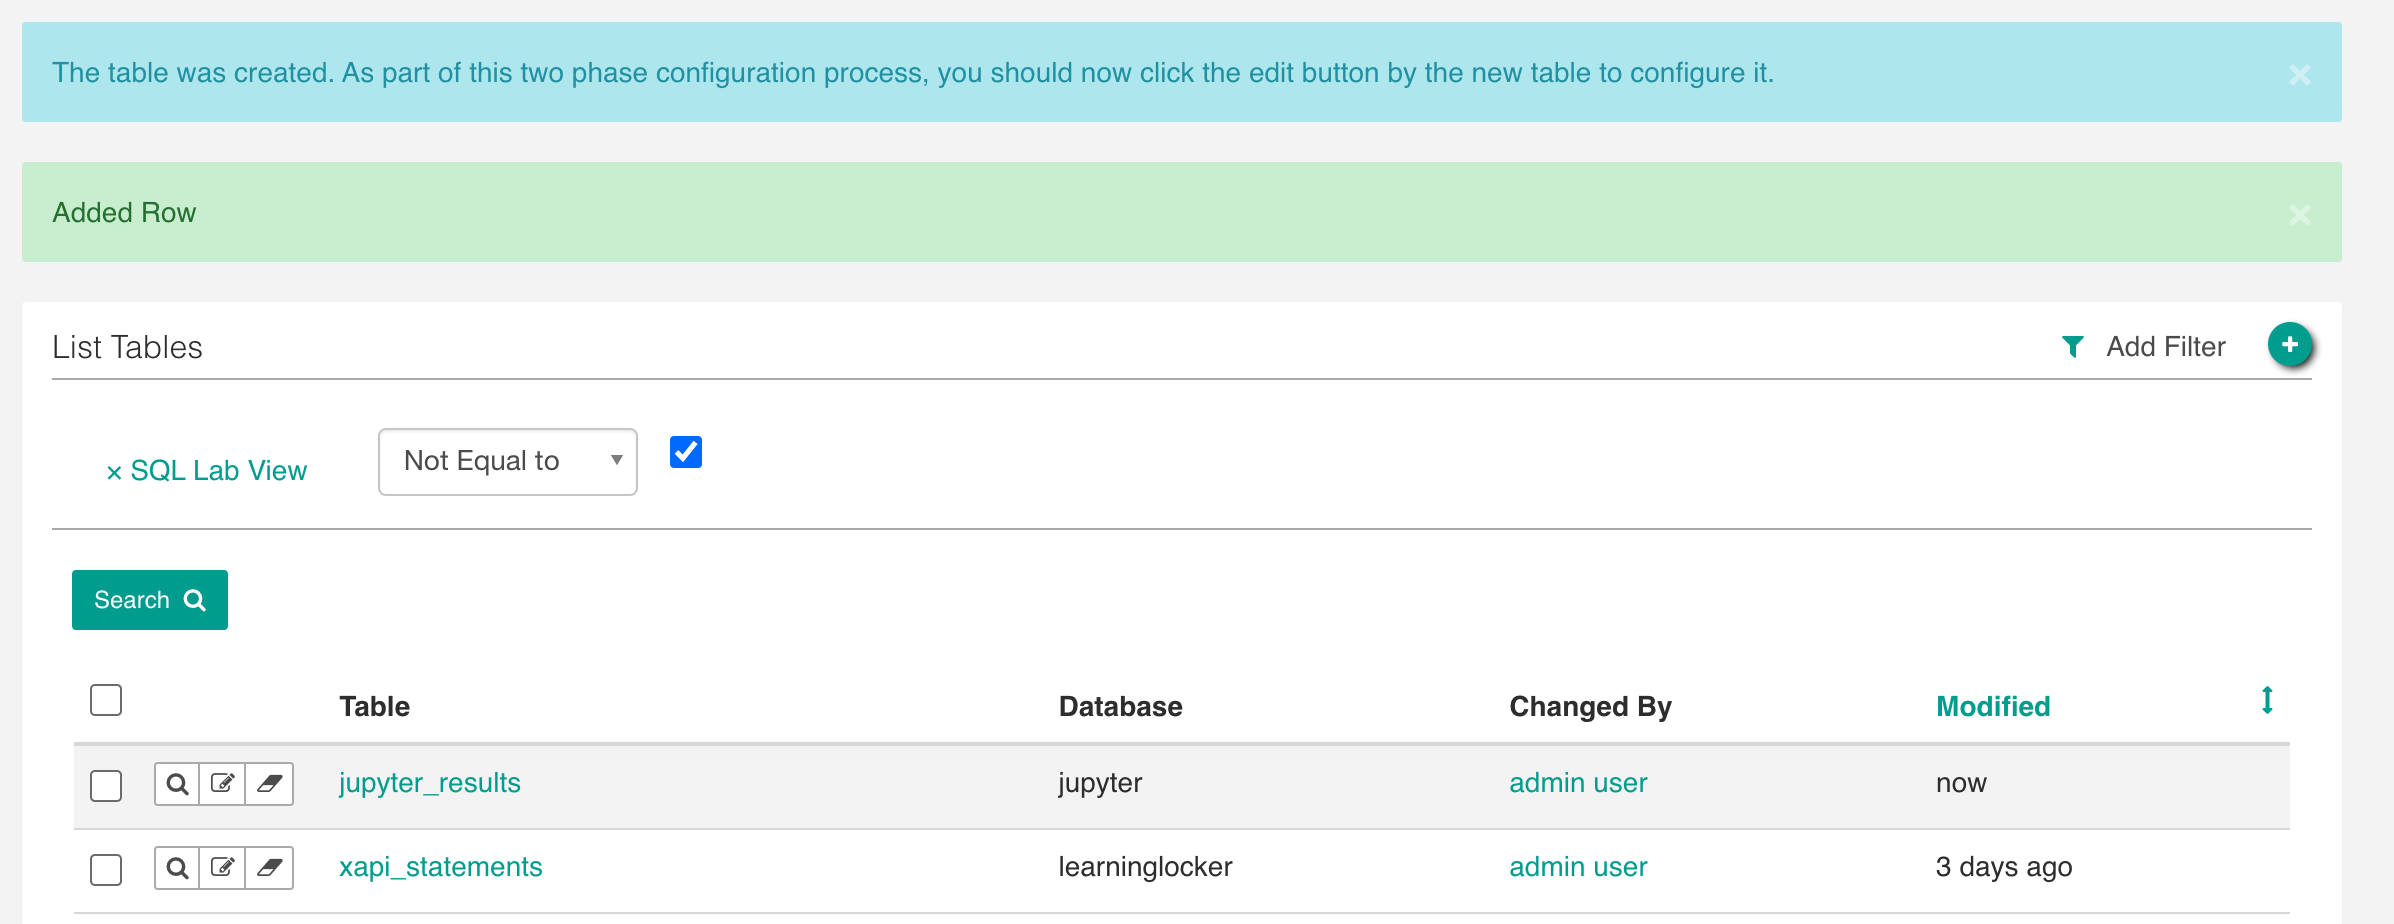 The table was created. As part of this two phase configuration process, you should now click the edit button by the new table to configure it.
Added Row
List Tables Add Filter
× SQL Lab View Not Equal to
Search
Table Database Changed By Modified
jupyter_results jupyter admin user now
xapi_statements learninglocker admin user 3 days ago